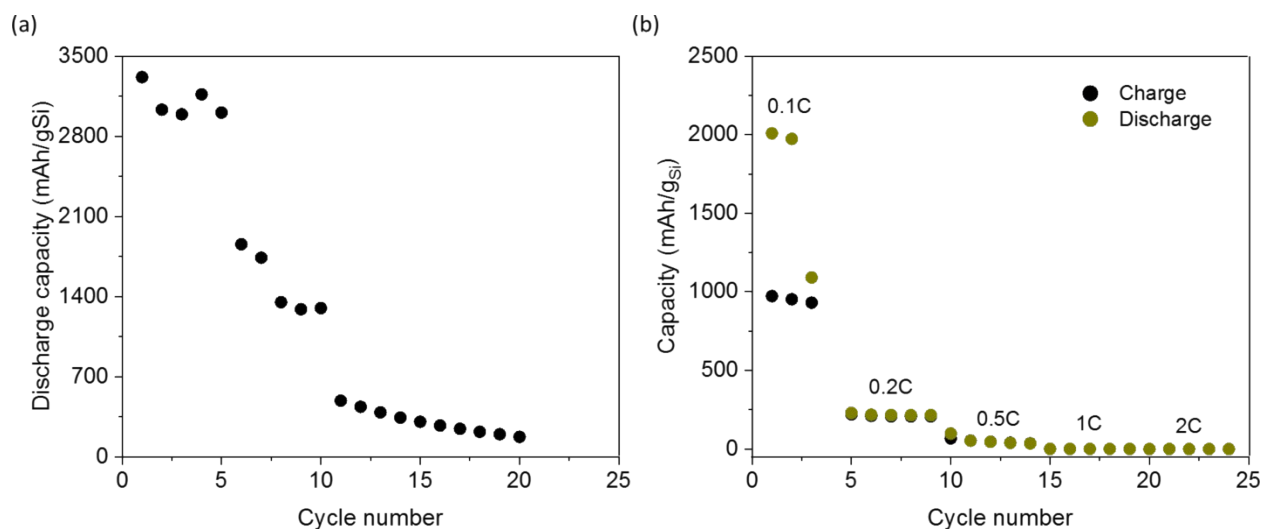 (a)
3500
2800
2100
1400
700
0
Discharge capacity (mAh/gSi)
0 5 10 15 20 25
Cycle number
(b)
2500
2000
1500
1000
500
0
Capacity (mAh/gSi)
Charge
Discharge
0.1C
0.2C
0.5C
1C
2C
0 5 10 15 20 25
Cycle number